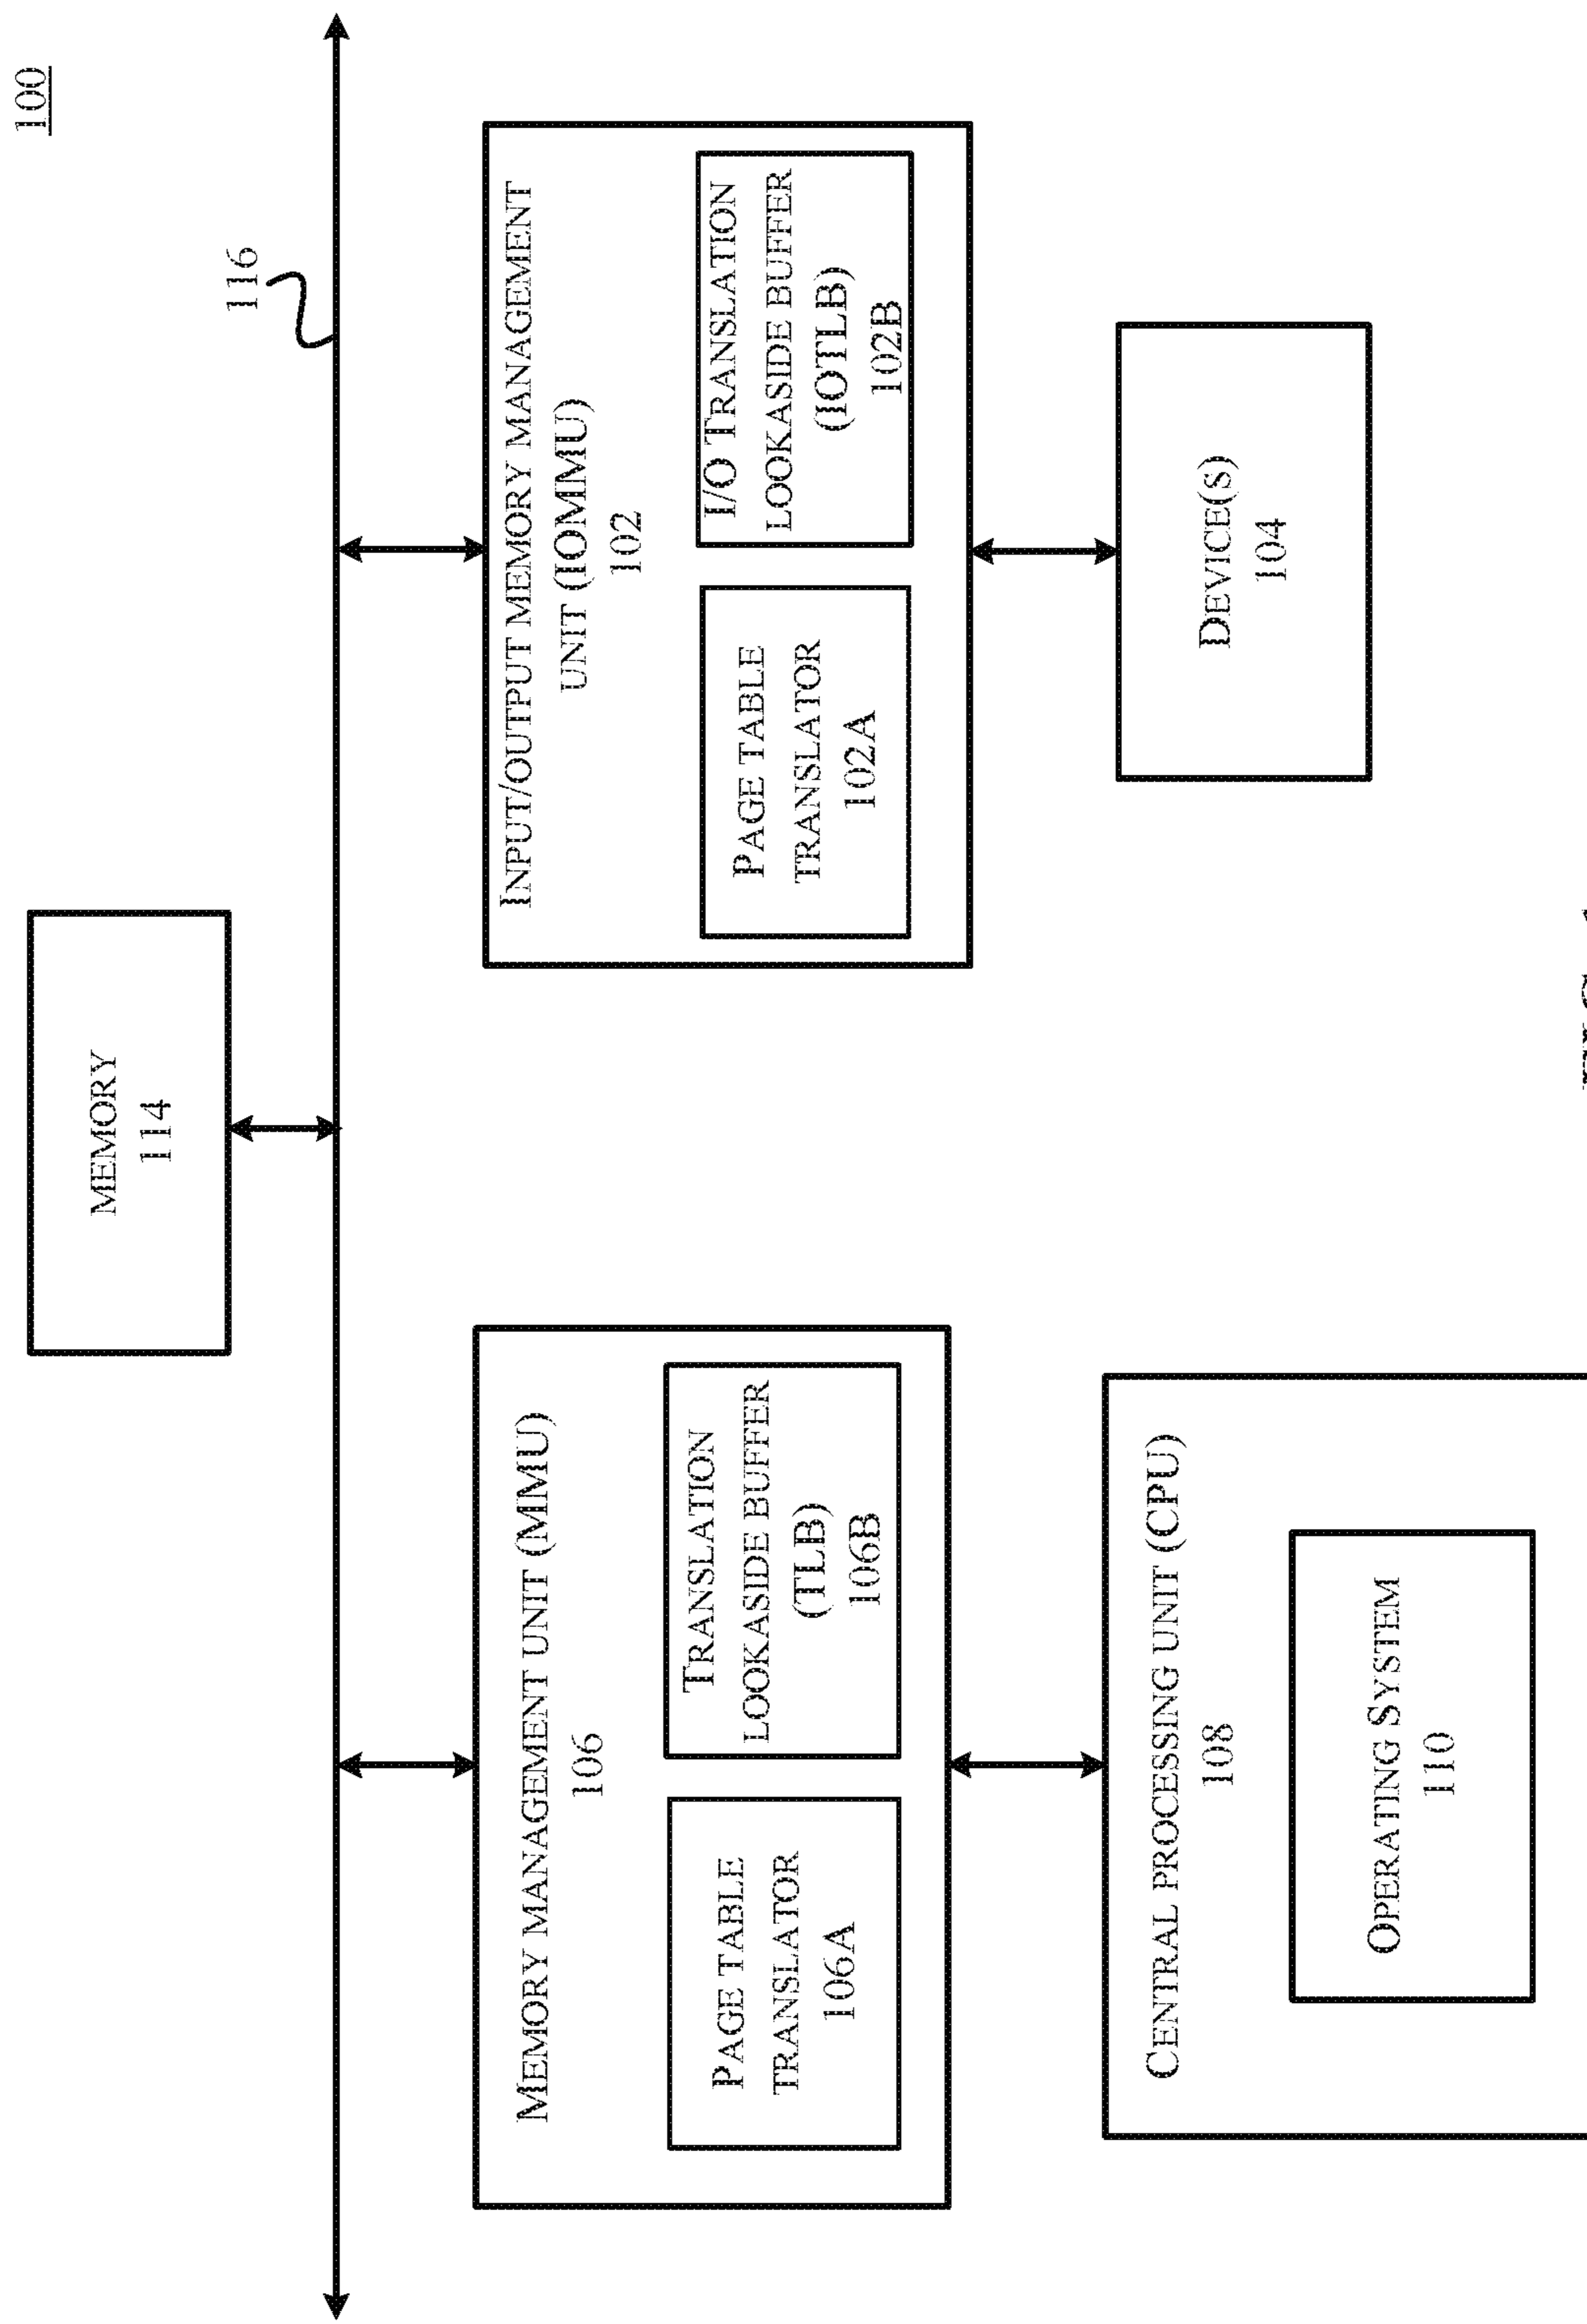 100
MEMORY
114
116
MEMORY MANAGEMENT UNIT (MMU)
106
PAGE TABLE
TRANSLATOR
106A
TRANSLATION
LOOKASIDE BUFFER
(TLB)
106B
INPUT/OUTPUT MEMORY MANAGEMENT
UNIT (IOMMU)
102
PAGE TABLE
TRANSLATOR
102A
I/O TRANSLATION
LOOKASIDE BUFFER
(IOTLB)
102B
CENTRAL PROCESSING UNIT (CPU)
108
OPERATING SYSTEM
110
DEVICE(S)
104